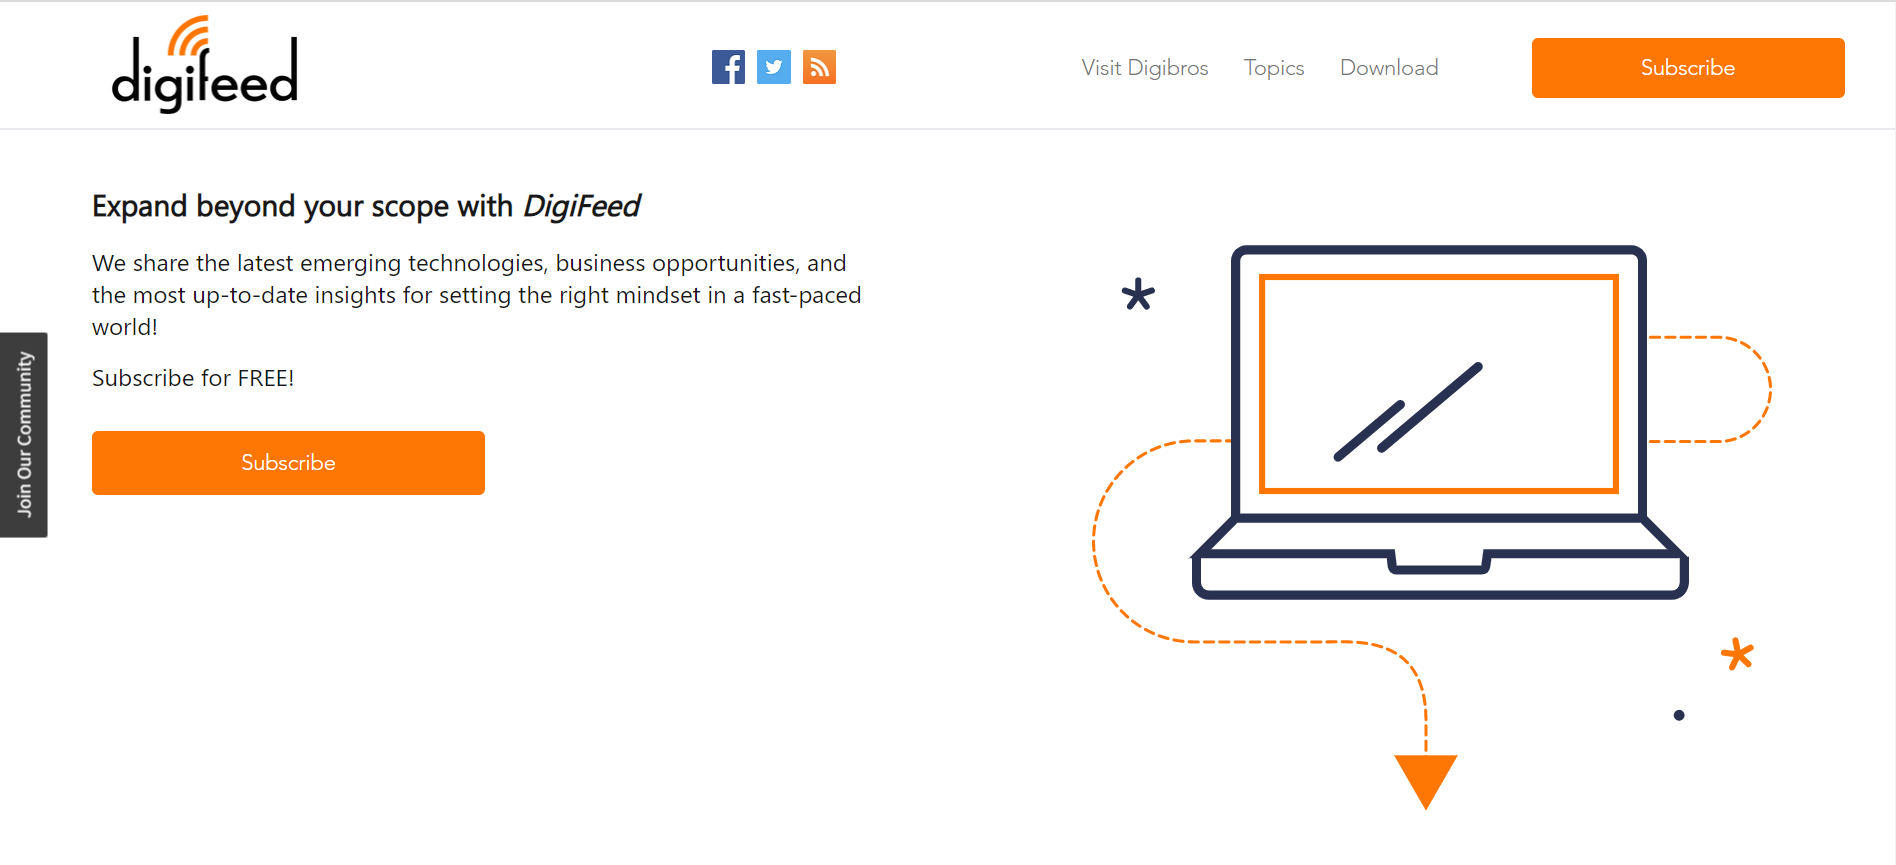 digifeed
Visit Digibros
Topics
Download
Subscribe
Expand beyond your scope with DigiFeed
We share the latest emerging technologies, business opportunities, and
the most up-to-date insights for setting the right mindset in a fast-paced
world!
Subscribe for FREE!
Subscribe
Join Our Community